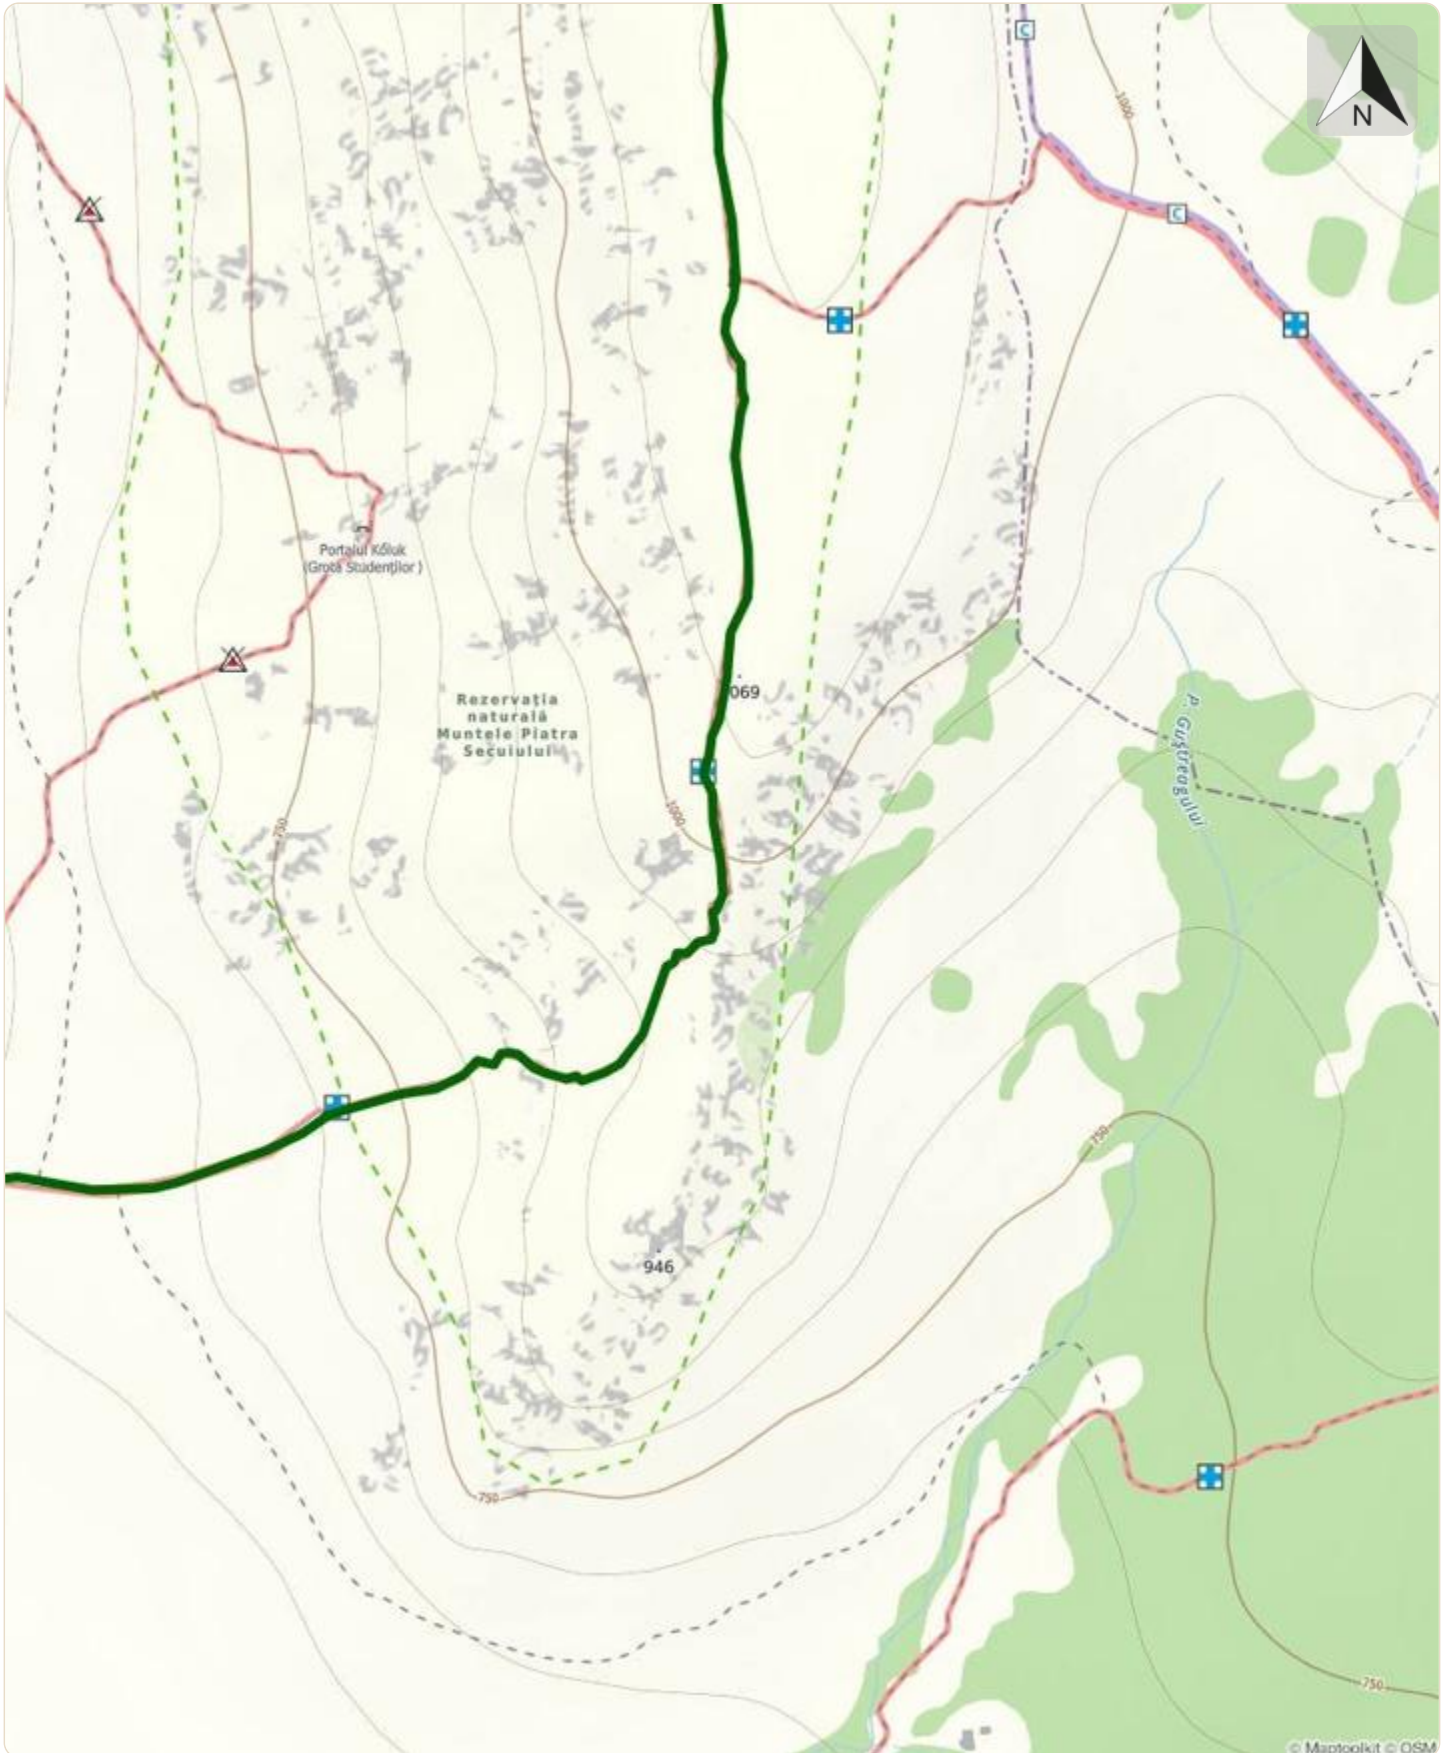 C
1000
N
C
Portalul Kőluk
(Grota Studenților )
069
Rezervația
naturală
Muntele Piatra
Secuiului
P. Guștreagului
1000
750
750
946
750
750
© Maptoolkit © OSM